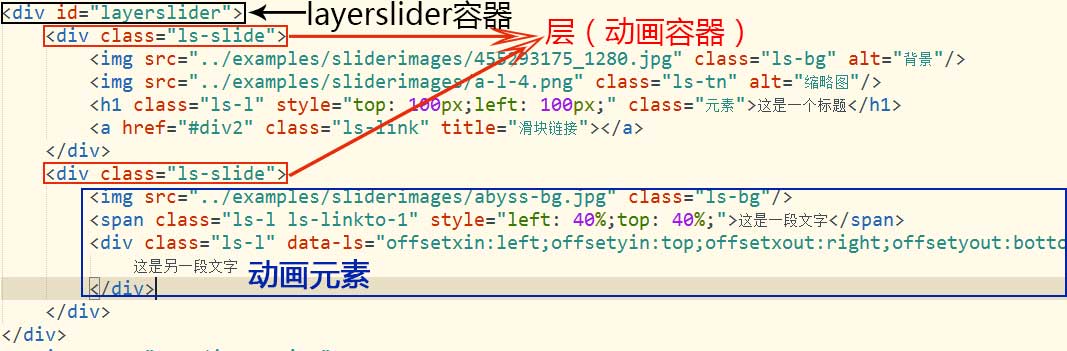 <div id="layerslider"> layerslider容器
<div class="ls-slide"> 层（动画容器）
<img src="../examples/sliderimages/455293175_1280.jpg" class="ls-bg" alt="背景"/>
<img src="../examples/sliderimages/a-l-4.png" class="ls-tn" alt="缩略图"/>
<h1 class="ls-l" style="top: 100px;left: 100px;" class="元素">这是一个标题</h1>
<a href="#div2" class="ls-link" title="滑块链接"></a>
</div>
<div class="ls-slide">
<img src="../examples/sliderimages/abyss-bg.jpg" class="ls-bg"/>
<span class="ls-l ls-linkto-1" style="left: 40%;top: 40%;">这是一段文字</span>
<div class="ls-l" data-ls="offsetxin:left;offsetyin:top;offsetxout:right;offsetyout:botto
这是另一段文字 动画元素
</div>
</div>
</div>